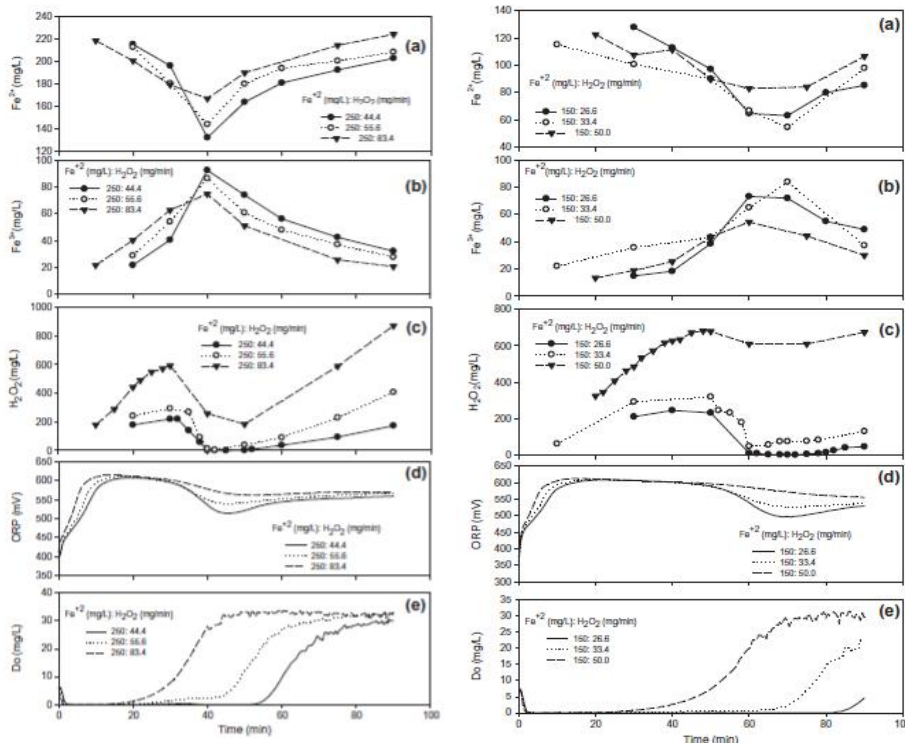 240
220
200
180
160
140
120
Fe²⁺(mg/L)
(a)
Fe⁺² (mg/L): H₂O₂ (mg/min)
250: 44.4
250: 55.6
250: 83.4
100
80
60
40
20
0
Fe³⁺(mg/L)
(b)
Fe⁺² (mg/L): H₂O₂ (mg/min)
250: 44.4
250: 55.6
250: 83.4
1000
800
600
400
200
0
H₂O₂(mg/L)
(c)
Fe⁺² (mg/L): H₂O₂ (mg/min)
250: 44.4
250: 55.6
250: 83.4
650
600
550
500
450
400
350
ORP (mV)
(d)
Fe⁺² (mg/L): H₂O₂ (mg/min)
250: 44.4
250: 55.6
250: 83.4
40
30
20
10
0
Do (mg/L)
(e)
Fe⁺² (mg/L): H₂O₂ (mg/min)
250: 44.4
250: 55.6
250: 83.4
0 20 40 60 80 100
Time (min)
140
120
100
80
60
40
Fe²⁺(mg/L)
(a)
Fe⁺² (mg/L): H₂O₂ (mg/min)
150: 26.6
150: 33.4
150: 50.0
100
80
60
40
20
0
Fe³⁺(mg/L)
(b)
Fe⁺² (mg/L): H₂O₂ (mg/min)
150: 26.6
150: 33.4
150: 50.0
800
600
400
200
0
H₂O₂(mg/L)
(c)
Fe⁺² (mg/L): H₂O₂ (mg/min)
150: 26.6
150: 33.4
150: 50.0
650
600
550
500
450
400
350
300
ORP (mV)
(d)
Fe⁺² (mg/L): H₂O₂ (mg/min)
150: 26.6
150: 33.4
150: 50.0
35
30
25
20
15
10
5
0
Do (mg/L)
(e)
Fe⁺² (mg/L): H₂O₂ (mg/min)
150: 26.6
150: 33.4
150: 50.0
0 20 40 60 80 100
Time (min)